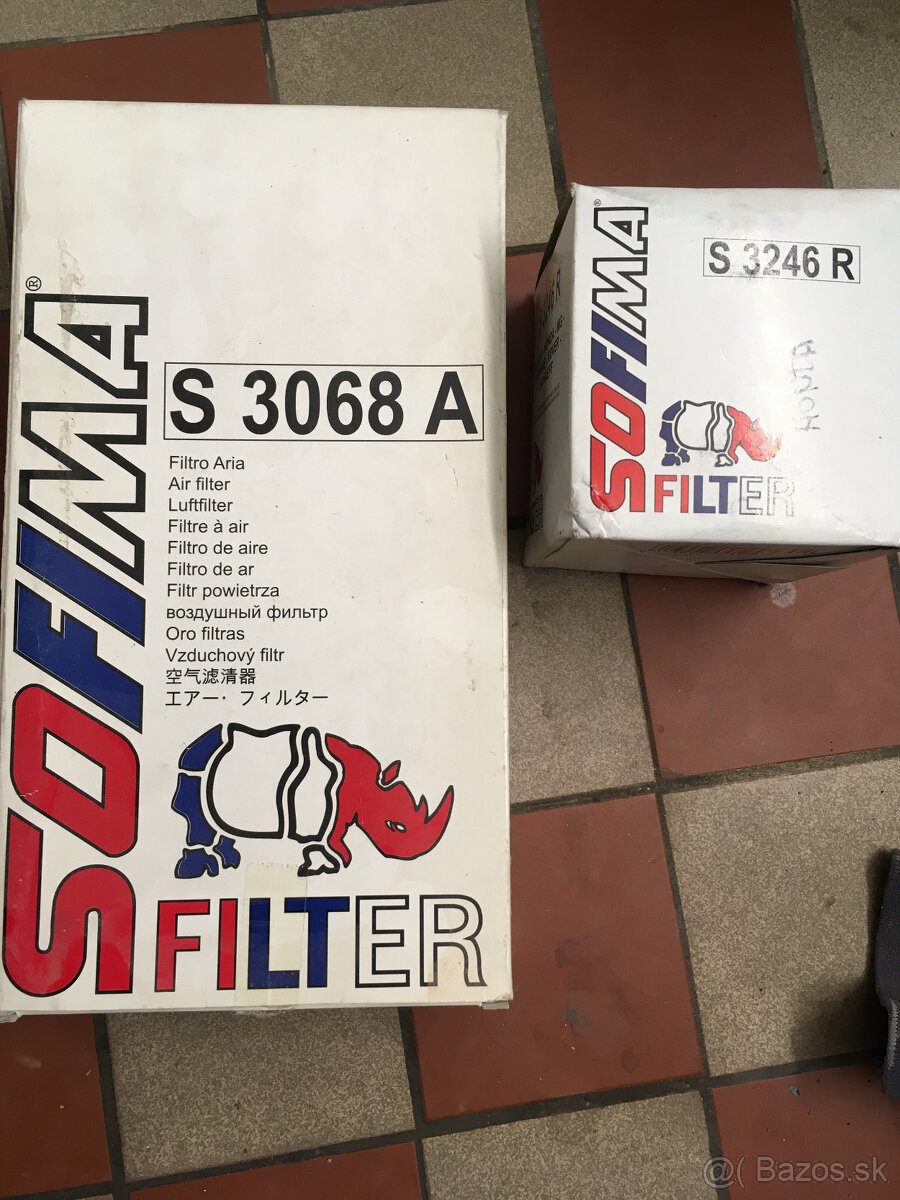 SOFIMA®
S 3068 A
Filtro Aria
Air filter
Luftfilter
Filtre à air
Filtro de aire
Filtro de ar
Filtr powietrza
воздушный фильтр
Oro filtras
Vzduchový filtr
空气滤清器
エアー・フィルター
FILTER
SOFIMA®
S 3246 R
HONDA
FILTER
@( Bazos.sk